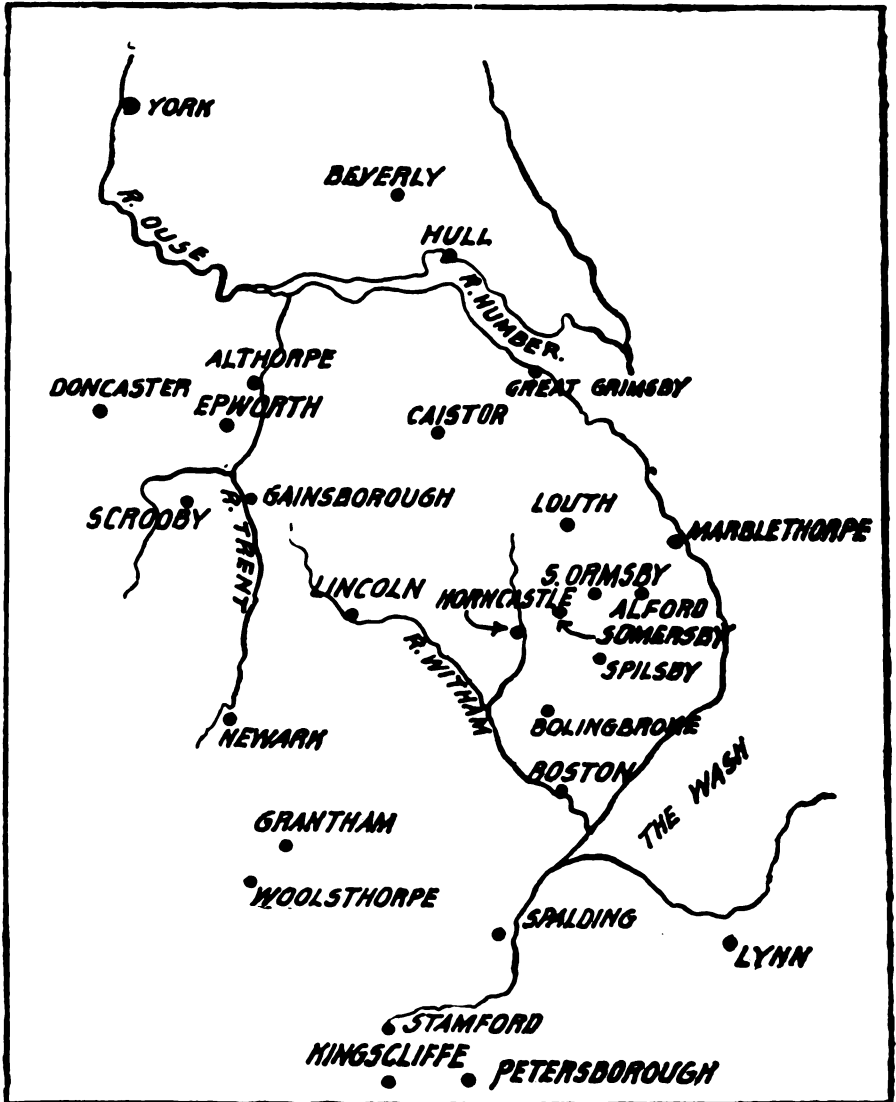 YORK
BEVERLY
R. OUSE
HULL
R. HUMBER.
ALTHORPE
DONCASTER
EPWORTH
GREAT GRIMSBY
CAISTOR
SCROOBY
R. TRENT
GAINSBOROUGH
LOUTH
MARBLETHORPE
LINCOLN
HORNCASTLE
S. ORMSBY
ALFORD
SOMERSBY
R. WITHAM
SPILSBY
NEWARK
BOLINGBROKE
BOSTON
THE WASH
GRANTHAM
WOOLSTHORPE
SPALDING
LYNN
STAMFORD
KINGSCLIFFE
PETERSBOROUGH